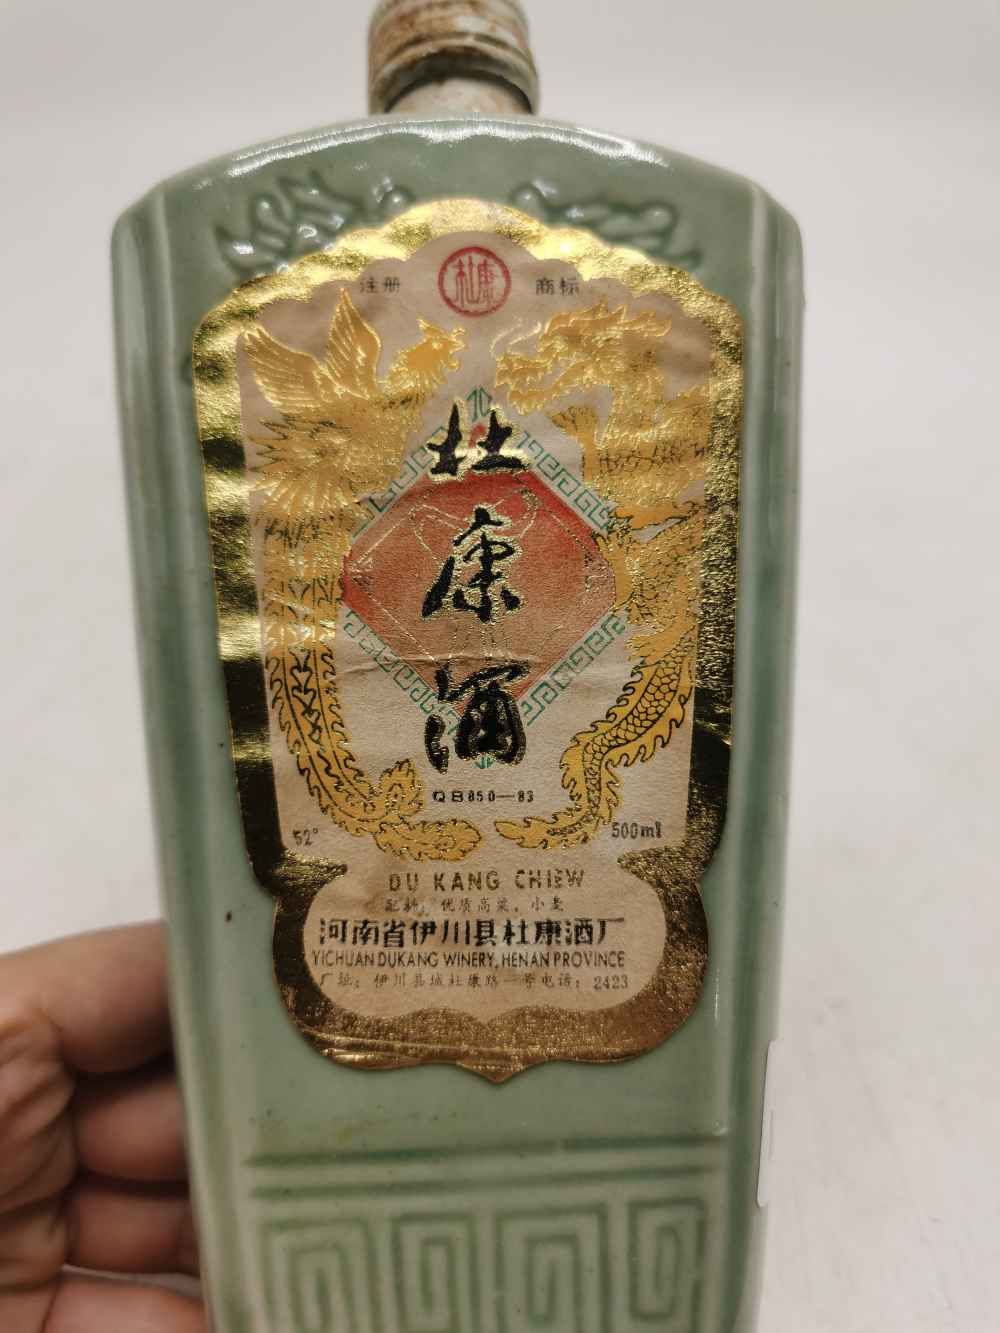 注册 杜康 商标
杜
康
酒
QB850—83
52° 500ml
DU KANG CHIEW
配料：优质高粱，小麦
河南省伊川县杜康酒厂
YICHUAN DUKANG WINERY, HENAN PROVINCE
厂址：伊川县城杜康路一号电话：2423